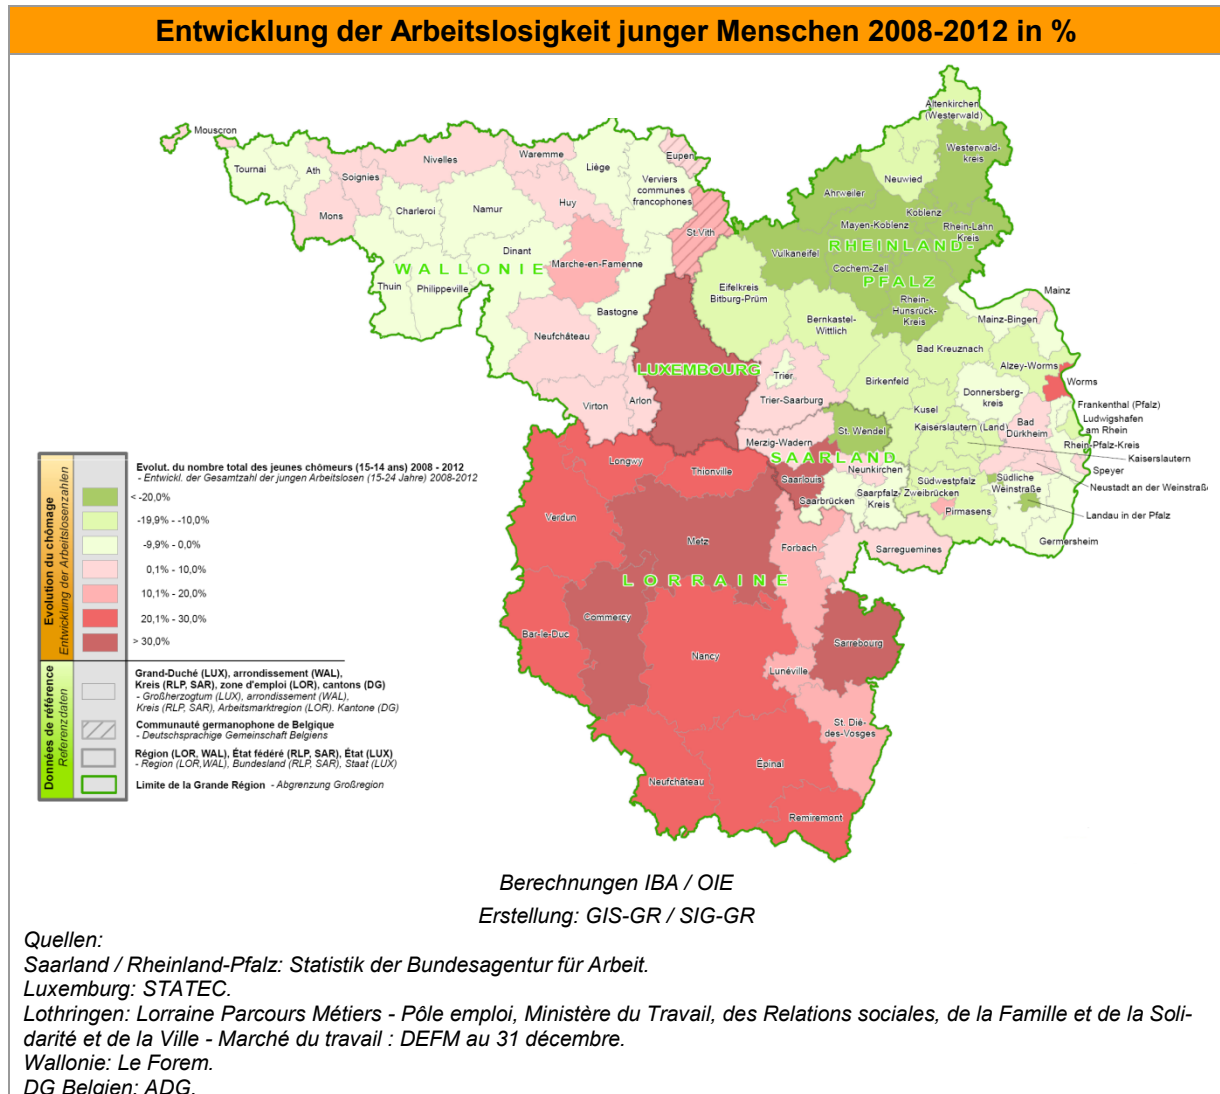 Entwicklung der Arbeitslosigkeit junger Menschen 2008-2012 in %
Altenkirchen
(Westerwald)
Mouscron
Westerwald-
kreis
Nivelles
Waremme
Eupen
Tournai
Ath
Soignies
Liège
Neuwied
Verviers
communes
francophones
Ahrweiler
Mons
Charleroi
Namur
Huy
Koblenz
Mayen-Koblenz
Rhein-Lahn
Kreis
St.Vith
RHEINLAND-
PFALZ
Dinant
Vulkaneifel
WALLONIE
Marche-en-Famenne
Cochem-Zell
Thuin
Philippeville
Eifelkreis
Bitburg-Prüm
Mainz
Bastogne
Rhein-
Hunsrück-
Kreis
Mainz-Bingen
Bernkastel-
Wittlich
Neufchâteau
Bad Kreuznach
LUXEMBOURG
Trier
Alzey-Worms
Birkenfeld
Worms
Trier-Saarburg
Donnersberg-
kreis
Virton
Arlon
Kusel
Frankenthal (Pfalz)
Ludwigshafen
am Rhein
Bad
Dürkheim
St. Wendel
Kaiserslautern (Land)
Merzig-Wadern
Rhein-Pfalz-Kreis
SAARLAND
Kaiserslautern
Longwy
Thionville
Neunkirchen
Speyer
Saarlouis
Südwestpfalz
Südliche
Weinstraße
Neustadt an der Weinstraße
Saarpfalz-
Kreis
Zweibrücken
Saarbrücken
Pirmasens
Landau in der Pfalz
Verdun
Metz
Forbach
Sarreguemines
Germersheim
LORRAINE
Commercy
Bar-le-Duc
Nancy
Sarrebourg
Lunéville
St. Dié-
des-Vosges
Epinal
Neufchâteau
Remiremont
Evolution du chômage
Entwicklung der Arbeitslosenzahlen
Evolut. du nombre total des jeunes chômeurs (15-14 ans) 2008 - 2012
- Entwickl. der Gesamtzahl der jungen Arbeitslosen (15-24 Jahre) 2008-2012
< -20,0%
-19,9% - -10,0%
-9,9% - 0,0%
0,1% - 10,0%
10,1% - 20,0%
20,1% - 30,0%
> 30,0%
Données de référence
Referenzdaten
Grand-Duché (LUX), arrondissement (WAL),
Kreis (RLP, SAR), zone d'emploi (LOR), cantons (DG)
- Großherzogtum (LUX), arrondissement (WAL),
Kreis (RLP, SAR), Arbeitsmarktregion (LOR). Kantone (DG)
Communauté germanophone de Belgique
- Deutschsprachige Gemeinschaft Belgiens
Région (LOR, WAL), État fédéré (RLP, SAR), État (LUX)
- Region (LOR,WAL), Bundesland (RLP, SAR), Staat (LUX)
Limite de la Grande Région - Abgrenzung Großregion
Berechnungen IBA / OIE
Erstellung: GIS-GR / SIG-GR
Quellen:
Saarland / Rheinland-Pfalz: Statistik der Bundesagentur für Arbeit.
Luxemburg: STATEC.
Lothringen: Lorraine Parcours Métiers - Pôle emploi, Ministère du Travail, des Relations sociales, de la Famille et de la Soli-
darité et de la Ville - Marché du travail : DEFM au 31 décembre.
Wallonie: Le Forem.
DG Belgien: ADG.